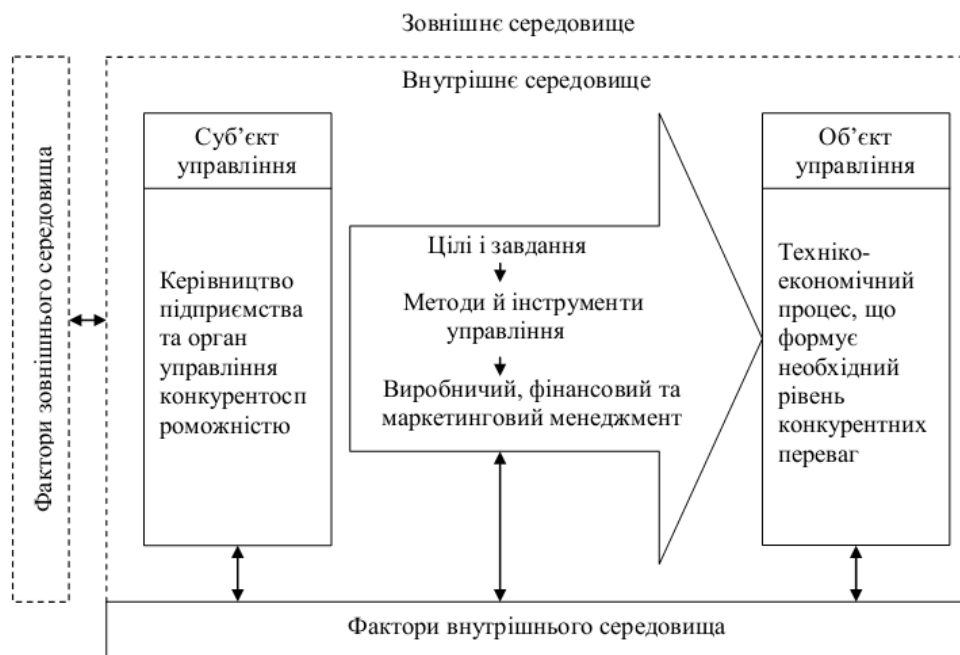 Зовнішнє середовище
Внутрішнє середовище
Фактори зовнішнього середовища
Суб’єкт
управління
Керівництво
підприємства
та орган
управління
конкурентосп
роможністю
Цілі і завдання
Методи й інструменти
управління
Виробничий, фінансовий та
маркетинговий менеджмент
Об’єкт
управління
Техніко-
економічний
процес, що
формує
необхідний
рівень
конкурентних
переваг
Фактори внутрішнього середовища